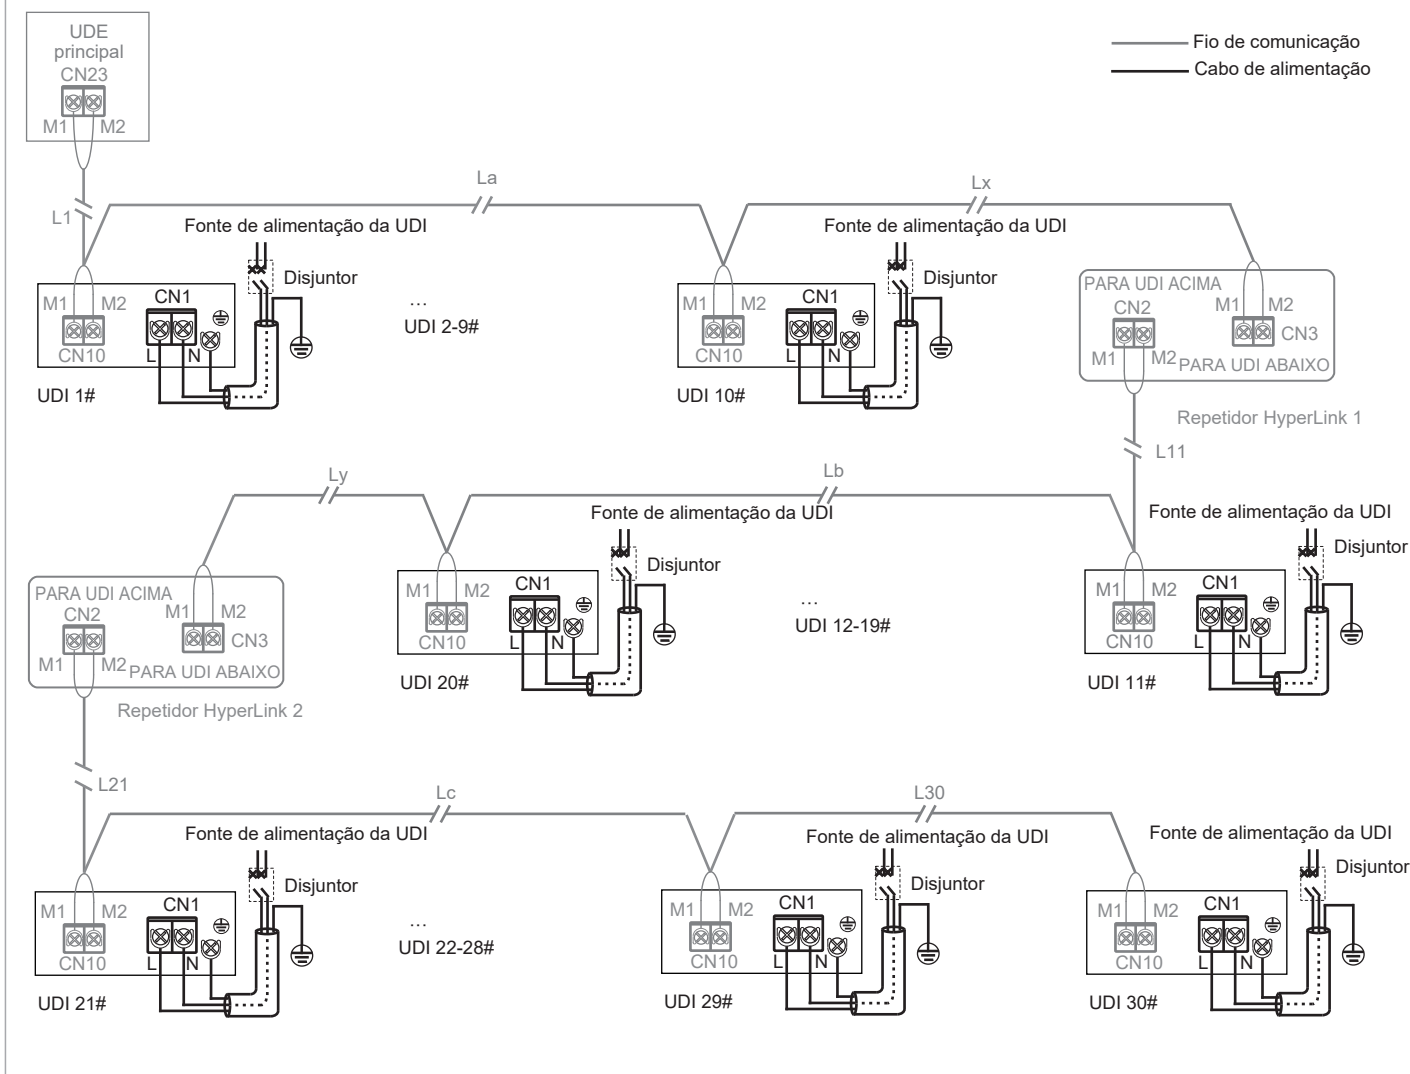 UDE
principal
CN23
M1 M2
Fio de comunicação
Cabo de alimentação
L1
La
Lx
Fonte de alimentação da UDI
Disjuntor
M1 M2
CN1
CN10
L N
UDI 1#
...
UDI 2-9#
Fonte de alimentação da UDI
Disjuntor
M1 M2
CN1
CN10
L N
UDI 10#
PARA UDI ACIMA
CN2
M1 M2
CN3
M1 M2
PARA UDI ABAIXO
Repetidor HyperLink 1
L11
Ly
Lb
PARA UDI ACIMA
CN2
M1 M2
CN3
M1 M2
PARA UDI ABAIXO
Repetidor HyperLink 2
Fonte de alimentação da UDI
Disjuntor
M1 M2
CN1
CN10
L N
UDI 20#
...
UDI 12-19#
Fonte de alimentação da UDI
Disjuntor
M1 M2
CN1
CN10
L N
UDI 11#
L21
Lc
L30
Fonte de alimentação da UDI
Disjuntor
M1 M2
CN1
CN10
L N
UDI 21#
...
UDI 22-28#
Fonte de alimentação da UDI
Disjuntor
M1 M2
CN1
CN10
L N
UDI 29#
Fonte de alimentação da UDI
Disjuntor
M1 M2
CN1
CN10
L N
UDI 30#